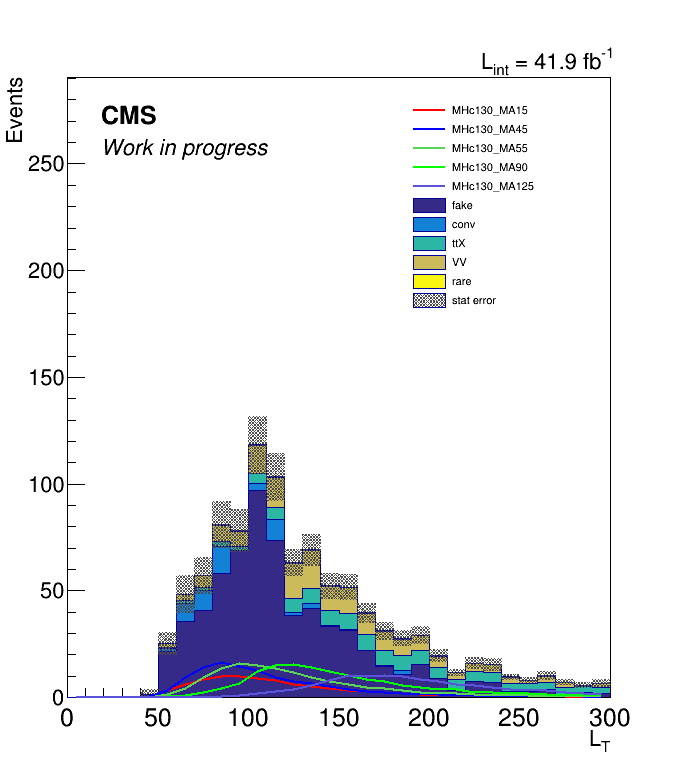 L_int = 41.9 fb^-1
Events
CMS
Work in progress
MHc130_MA15
MHc130_MA45
MHc130_MA55
MHc130_MA90
MHc130_MA125
fake
conv
ttX
VV
rare
stat error
250
200
150
100
50
0
0 50 100 150 200 250 300
L_T